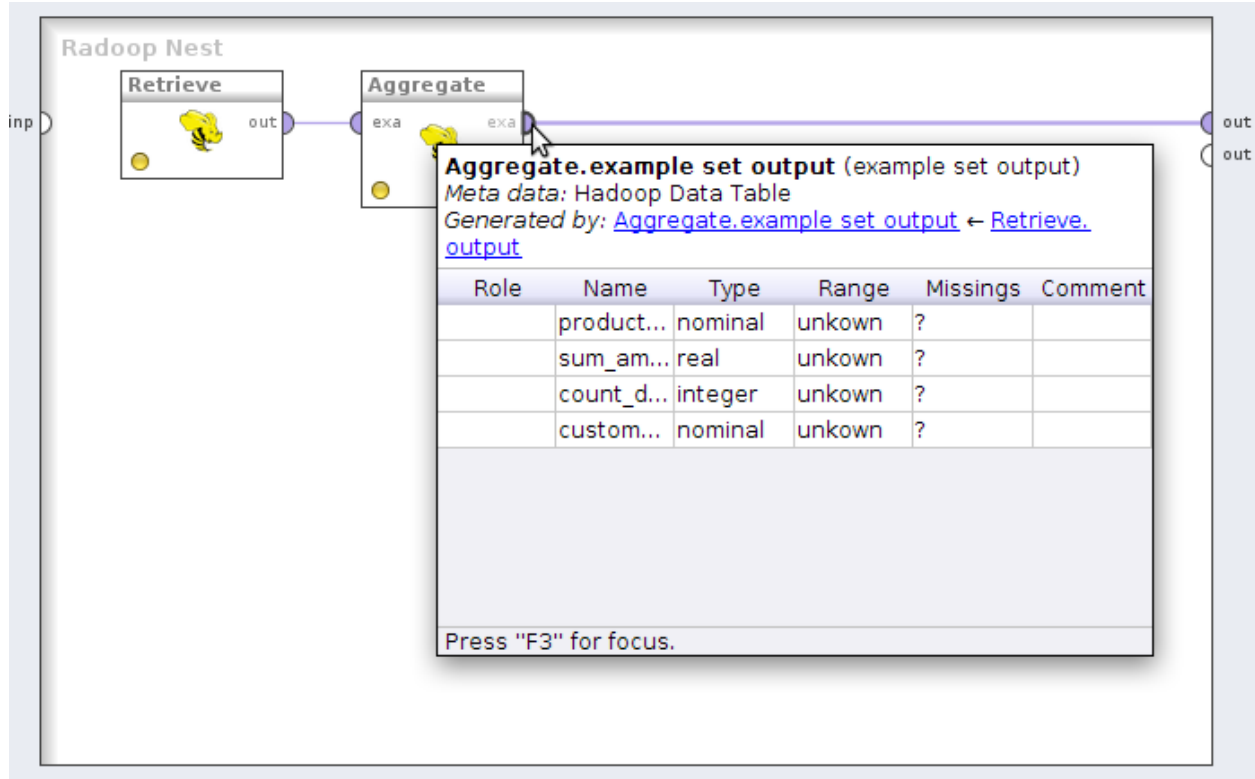 Radoop Nest
Retrieve
Aggregate
inp
out
exa
exa
out
out
Aggregate.example set output (example set output)
Meta data: Hadoop Data Table
Generated by: Aggregate.example set output ← Retrieve.
output
Role Name Type Range Missings Comment
product... nominal unkown ?
sum_am... real unkown ?
count_d... integer unkown ?
custom... nominal unkown ?
Press "F3" for focus.